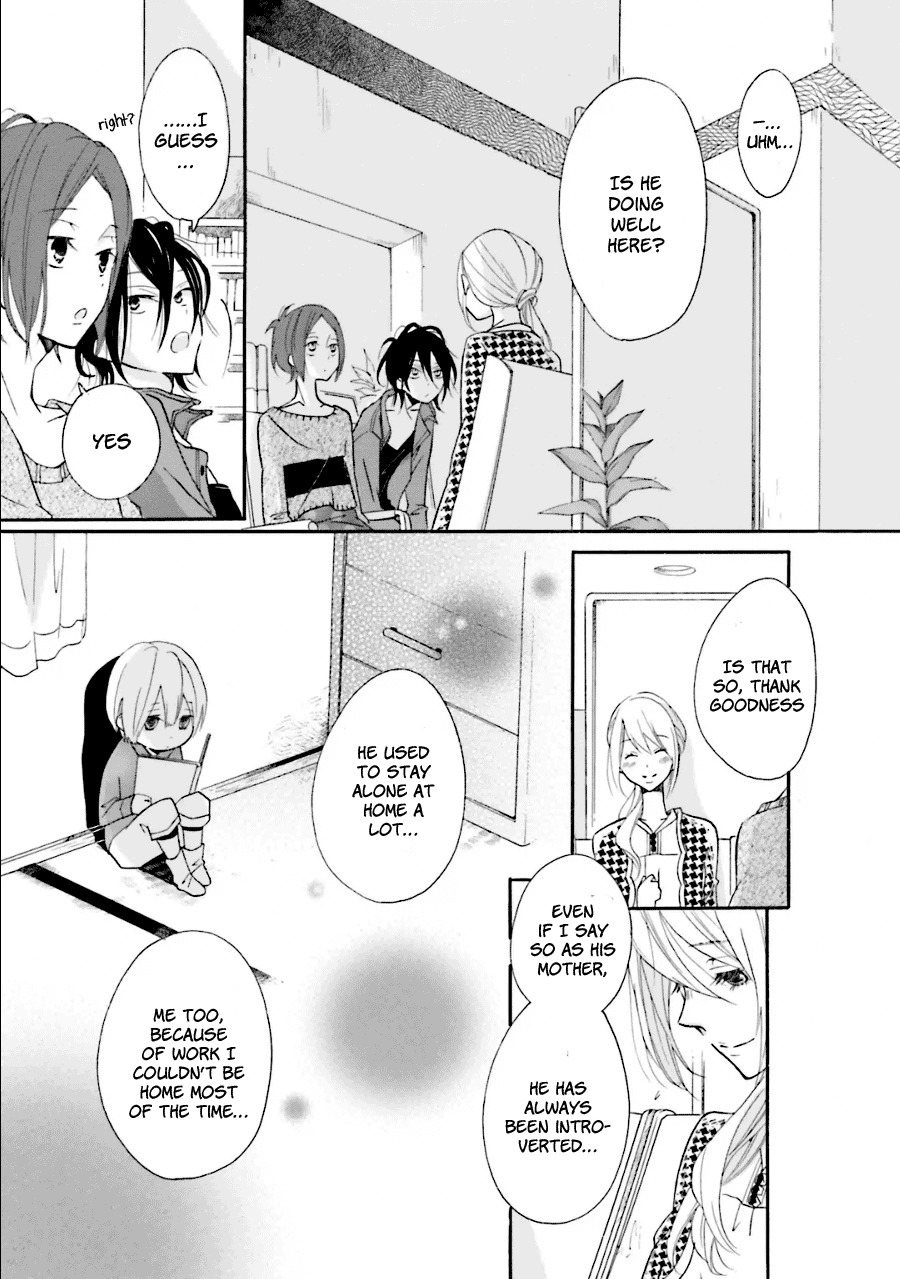 –...
UHM...
IS HE
DOING
WELL
HERE?
......I
GUESS
...
right?
YES
IS THAT
SO, THANK
GOODNESS
EVEN
IF I SAY
SO AS HIS
MOTHER,
HE HAS
ALWAYS
BEEN INTRO-
VERTED...
HE USED
TO STAY
ALONE AT
HOME A
LOT...
ME TOO,
BECAUSE
OF WORK I
COULDN'T BE
HOME MOST
OF THE TIME...